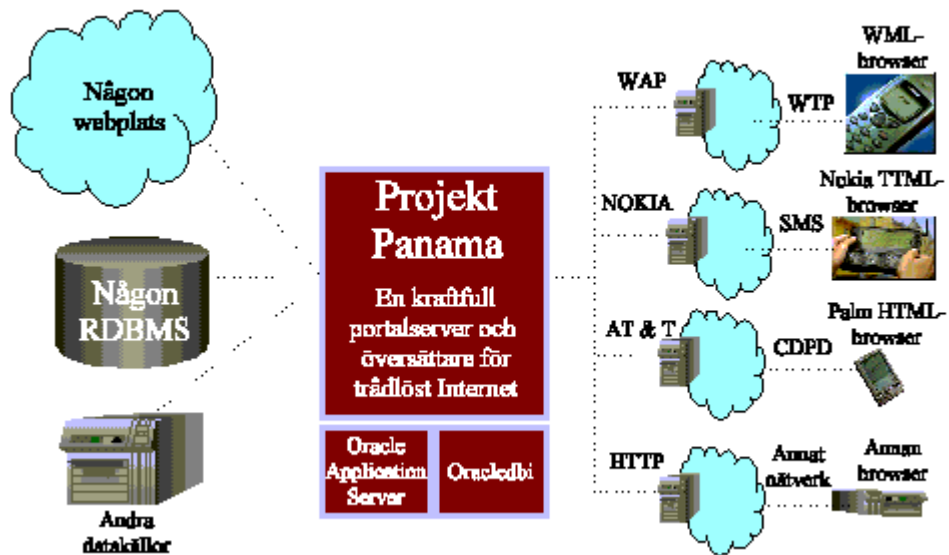 Någon
webplats
Någon
RDBMS
Andra
datakällor
Projekt
Panama
En kraftfull
portalserver och
översättare för
trådlöst Internet
Oracle
Application
Server
Oracledbi
WAP
WTP
WML-
browser
NOKIA
SMS
Nokia TTML-
browser
AT & T
CDPD
Palm HTML-
browser
HTTP
Annat
nätverk
Annan
browser